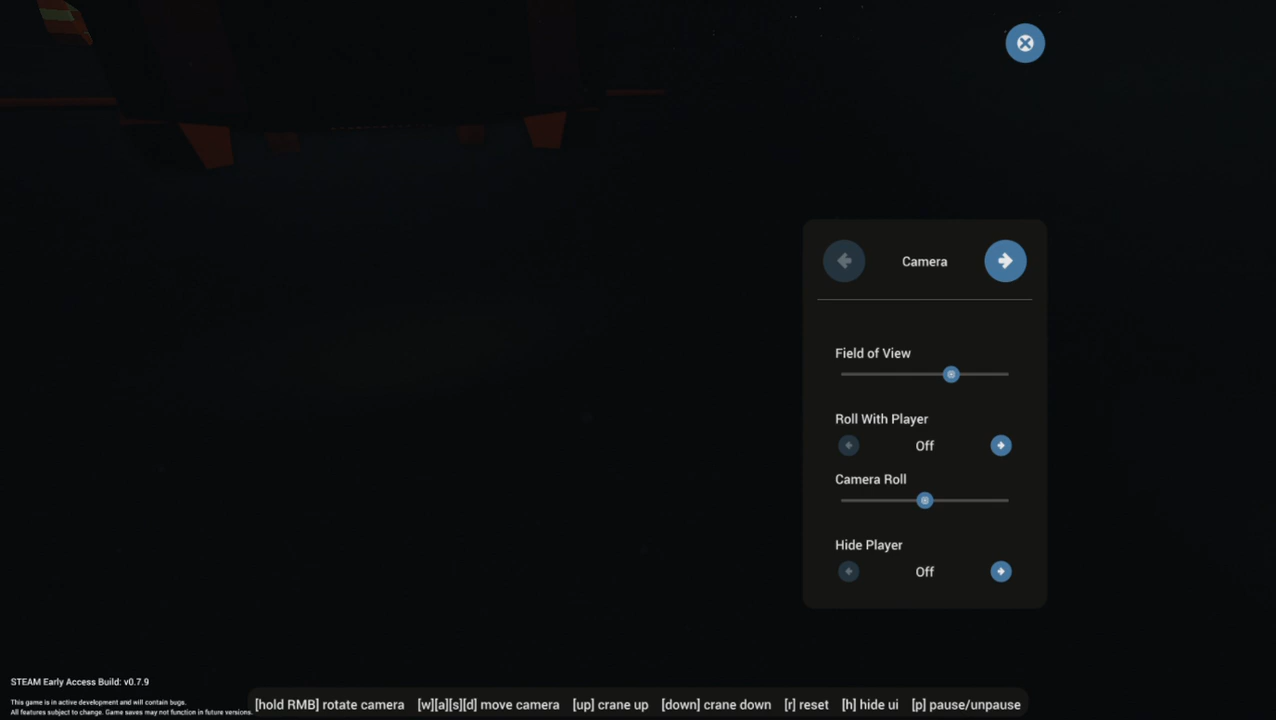 Camera
Field of View
Roll With Player
Off
Camera Roll
Hide Player
Off
STEAM Early Access Build: v0.7.9
This game is in active development and will contain bugs.
All features subject to change. Game saves may not function in future versions.
[hold RMB] rotate camera [w][a][s][d] move camera [up] crane up [down] crane down [r] reset [h] hide ui [p] pause/unpause